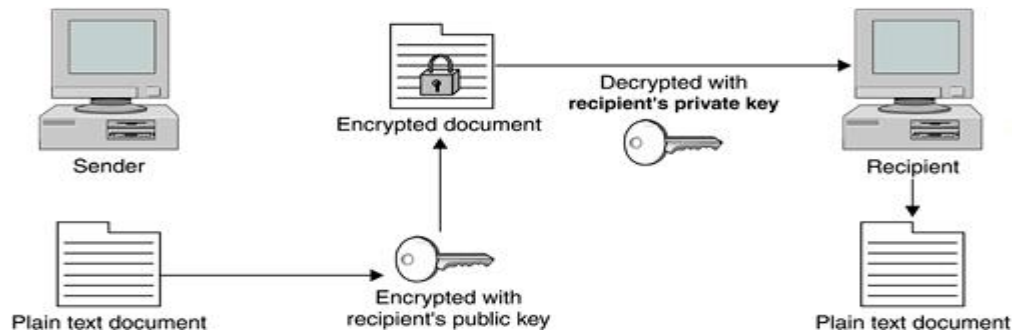 Sender
Encrypted document
Decrypted with
recipient's private key
Recipient
Plain text document
Encrypted with
recipient's public key
Plain text document